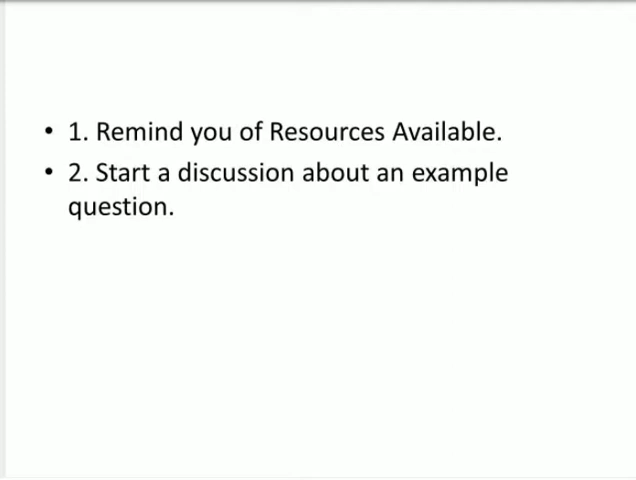 • 1. Remind you of Resources Available.
• 2. Start a discussion about an example
question.